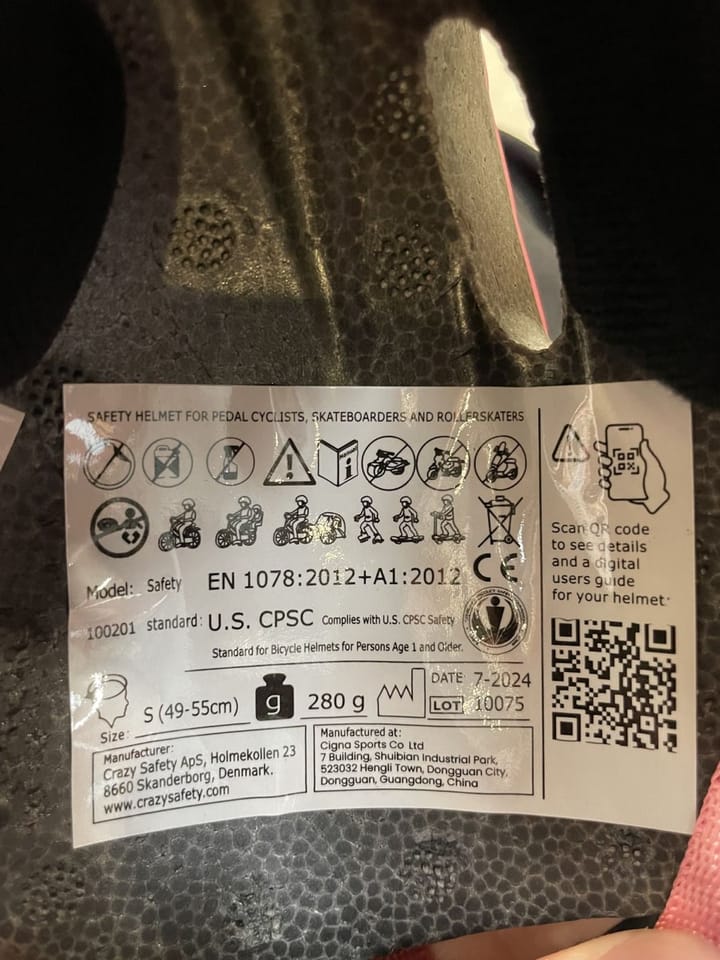 SAFETY HELMET FOR PEDAL CYCLISTS, SKATEBOARDERS AND ROLLERSKATERS
Model: Safety EN 1078:2012+A1:2012 CE
100201 standard: U.S. CPSC Complies with U.S. CPSC Safety
Standard for Bicycle Helmets for Persons Age 1 and Older.
Size: S (49-55cm)
g 280 g
DATE 7-2024
LOT 10075
Manufacturer:
Crazy Safety ApS, Holmekollen 23
8660 Skanderborg, Denmark.
www.crazysafety.com
Manufactured at:
Cigna Sports Co Ltd
7 Building, Shuibian Industrial Park,
523032 Hengli Town, Dongguan City,
Dongguan, Guangdong, China
Scan QR code
to see details
and a digital
users guide
for your helmet.